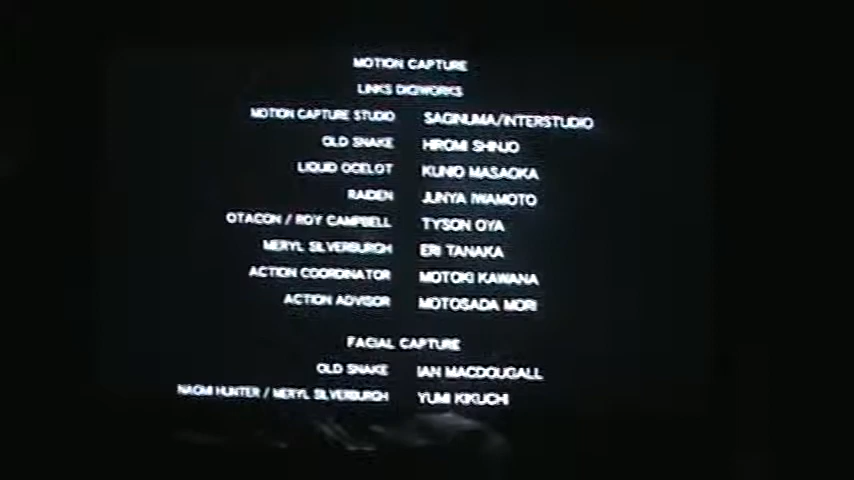 MOTION CAPTURE
LINKS DIGIWORKS
MOTION CAPTURE STUDIO SAGINUMA/INTERSTUDIO
OLD SNAKE HIROMI SHINJO
LIQUID OCELOT KUNIO MASAOKA
RAIDEN JUNYA IWAMOTO
OTACON / ROY CAMPBELL TYSON OYA
MERYL SILVERBURGH ERI TANAKA
ACTION COORDINATOR MOTOKI KAWANA
ACTION ADVISOR MOTOSADA MORI
FACIAL CAPTURE
OLD SNAKE IAN MACDOUGALL
NAOMI HUNTER / MERYL SILVERBURGH YUMI KIKUCHI